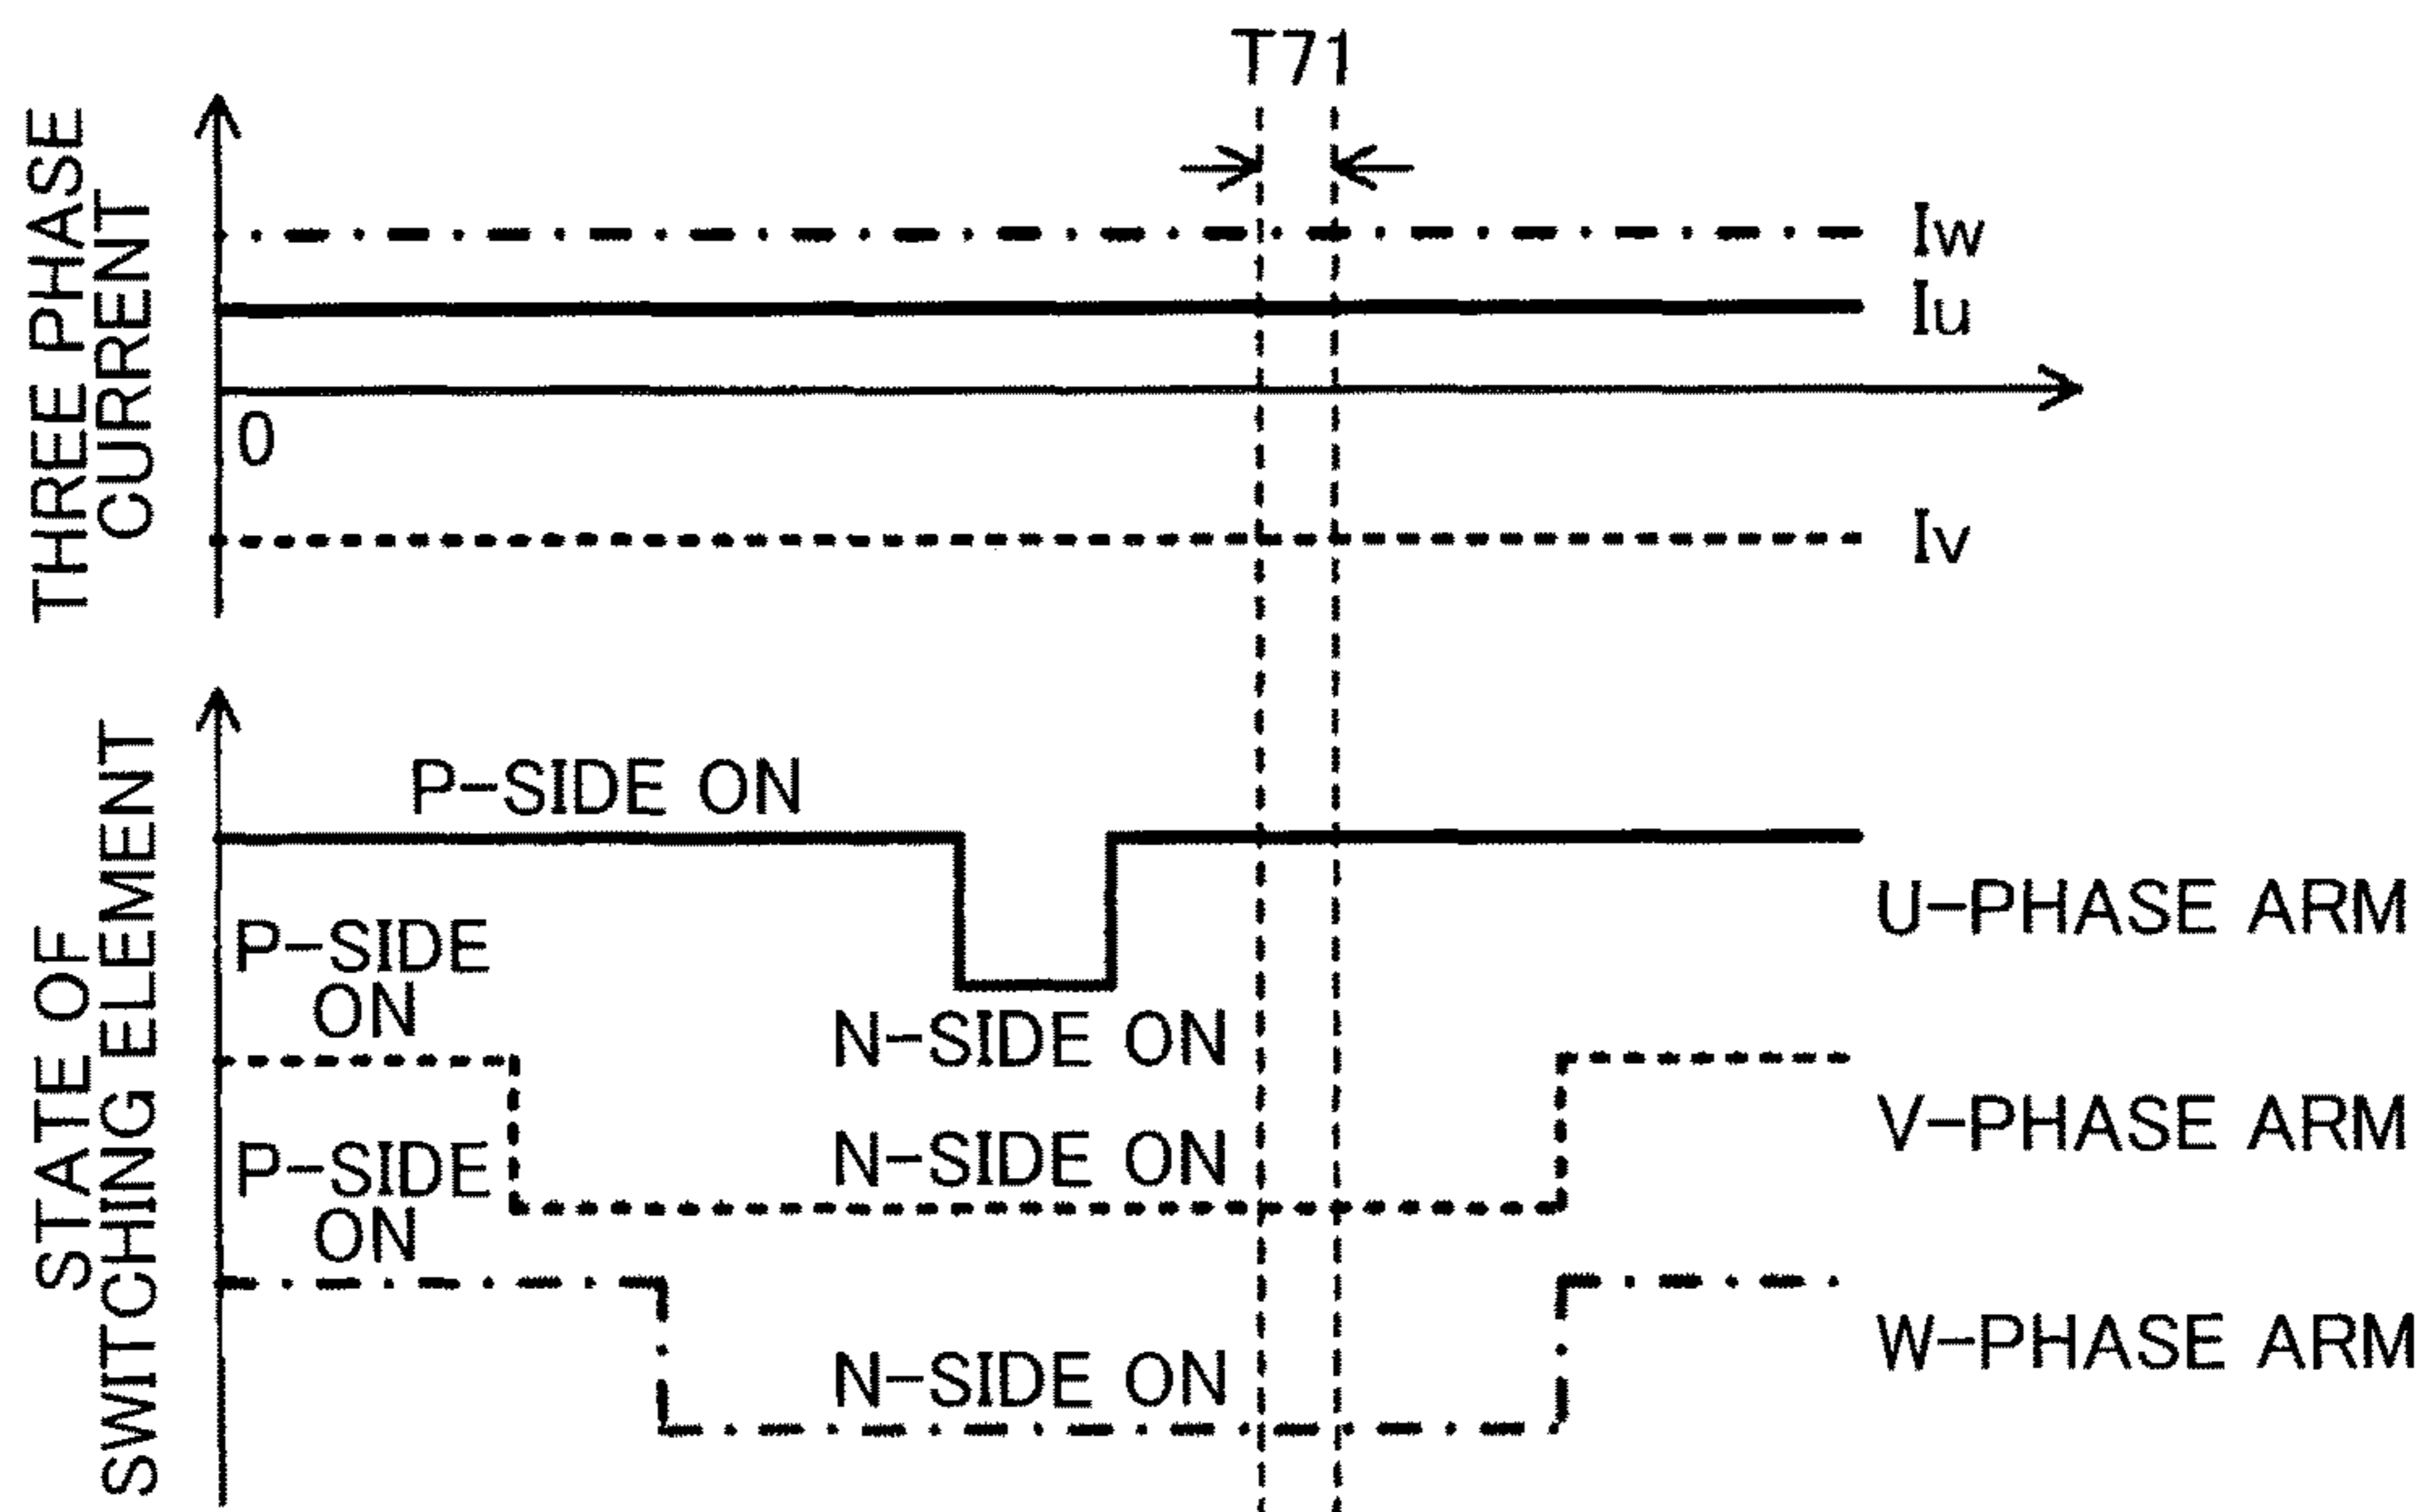 T71
THREE PHASE
CURRENT
Iw
Iu
0
Iv
STATE OF
SWITCHING ELEMENT
P-SIDE ON
U-PHASE ARM
P-SIDE
ON
N-SIDE ON
V-PHASE ARM
P-SIDE
ON
N-SIDE ON
N-SIDE ON
W-PHASE ARM